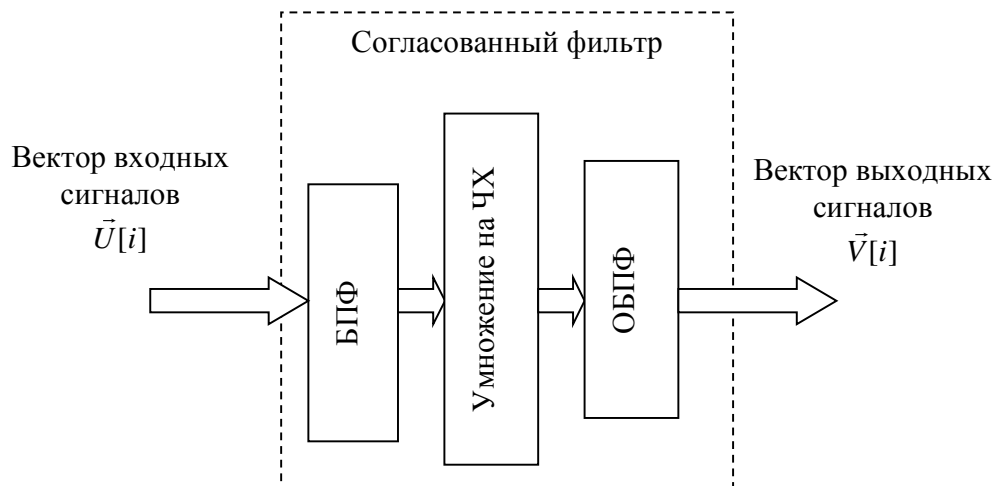 Согласованный фильтр
Вектор входных
сигналов
U⃗[i]
БПФ
Умножение на ЧХ
ОБПФ
Вектор выходных
сигналов
V⃗[i]